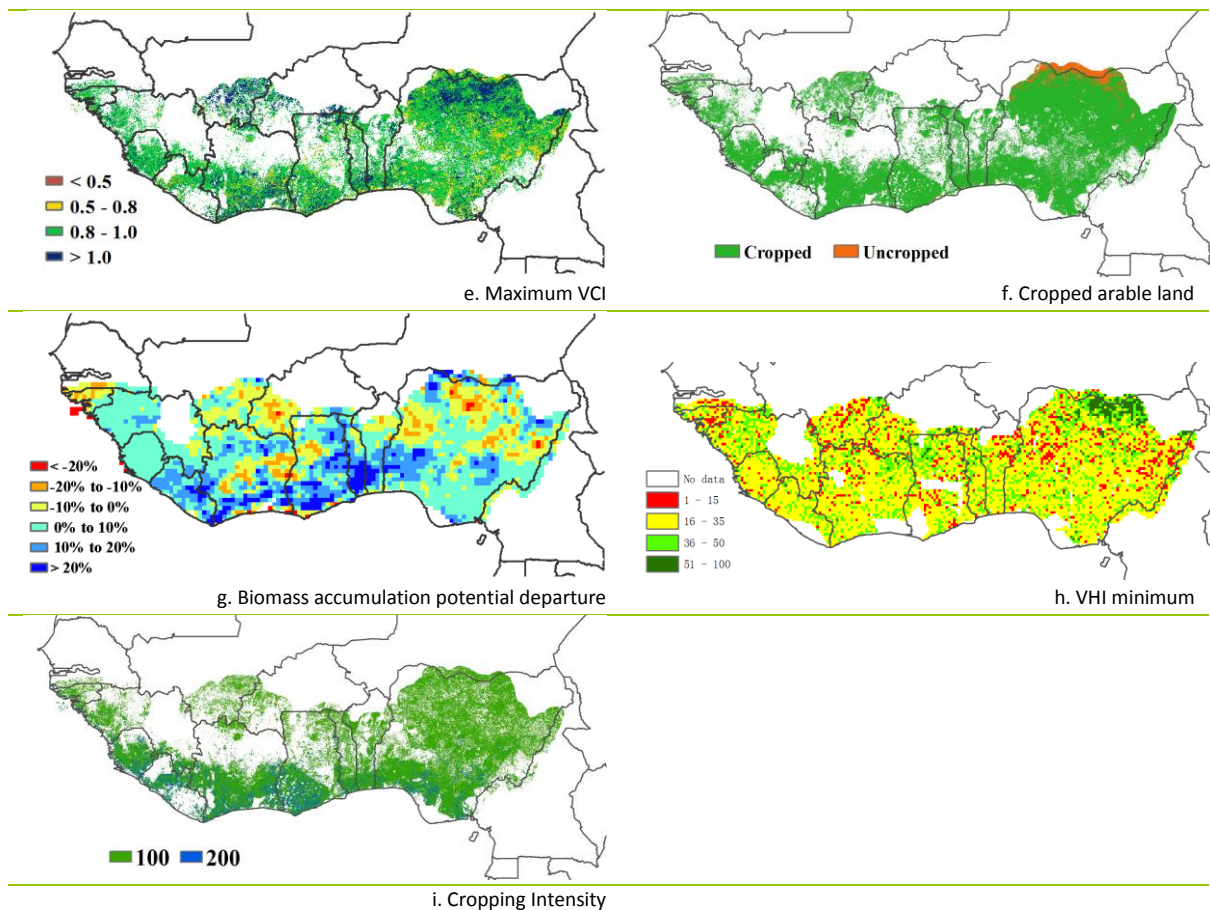 < 0.5
0.5 - 0.8
0.8 - 1.0
> 1.0
e. Maximum VCI
Cropped Uncropped
f. Cropped arable land
< -20%
-20% to -10%
-10% to 0%
0% to 10%
10% to 20%
> 20%
g. Biomass accumulation potential departure
No data
1 - 15
16 - 35
36 - 50
51 - 100
h. VHI minimum
100 200
i. Cropping Intensity